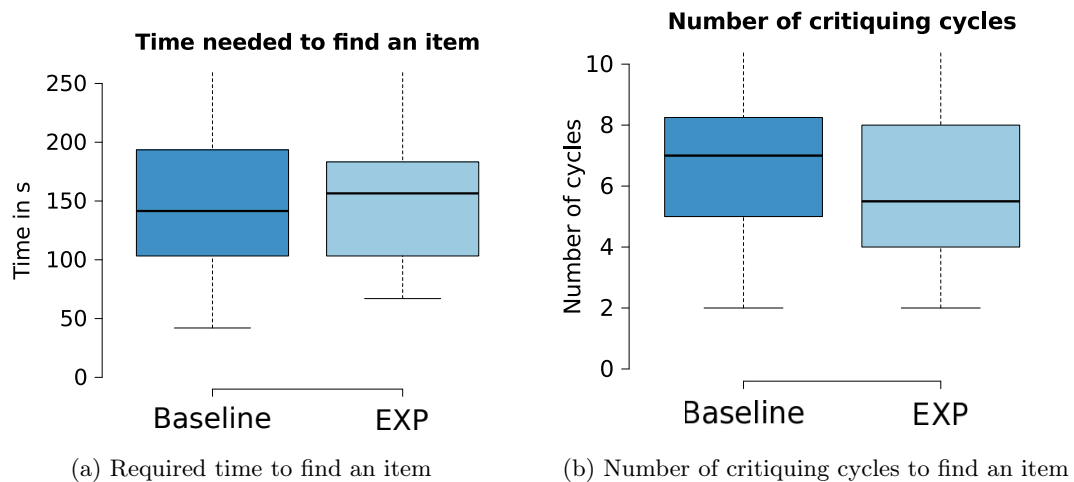 Time needed to find an item
Time in s
250
200
150
100
50
0
Baseline EXP
(a) Required time to find an item
Number of critiquing cycles
Number of cycles
10
8
6
4
2
0
Baseline EXP
(b) Number of critiquing cycles to find an item